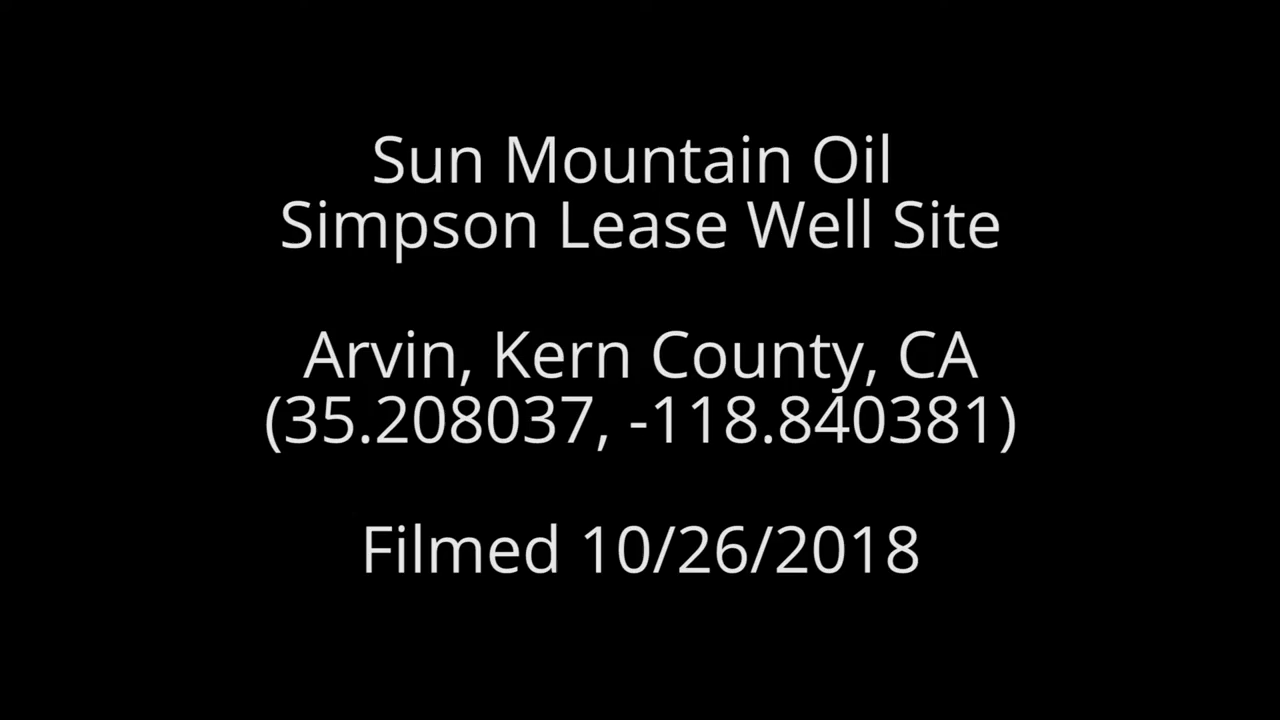 Sun Mountain Oil
Simpson Lease Well Site
Arvin, Kern County, CA
(35.208037, -118.840381)
Filmed 10/26/2018